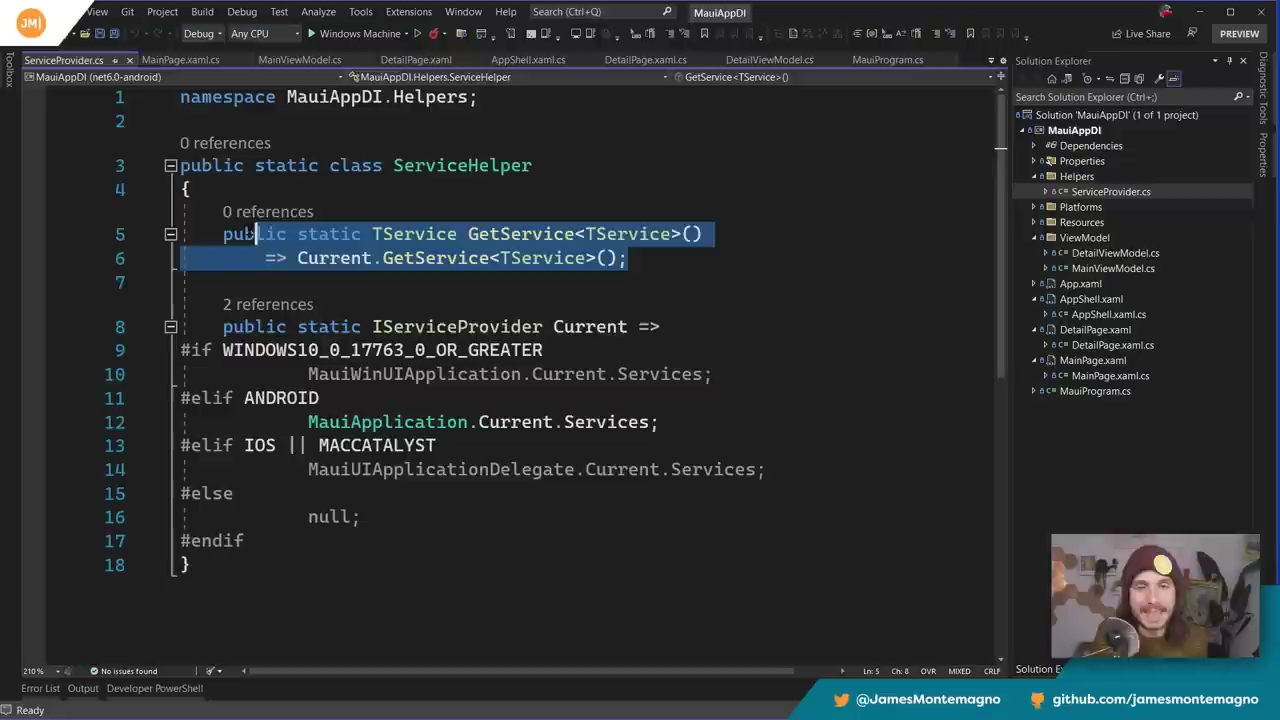 JM|
View Git Project Build Debug Test Analyze Tools Extensions Window Help Search (Ctrl+Q) MauiAppDI
Debug Any CPU Windows Machine Live Share PREVIEW
Toolbox
ServiceProvider.cs MainPage.xaml.cs MainViewModel.cs DetailPage.xaml AppShell.xaml.cs DetailPage.xaml.cs DetailViewModel.cs MauiProgram.cs
MauiAppDI (net6.0-android) MauiAppDI.Helpers.ServiceHelper GetService<TService>()
1 namespace MauiAppDI.Helpers;
2
0 references
3 public static class ServiceHelper
4 {
0 references
5 public static TService GetService<TService>()
6 => Current.GetService<TService>();
7
2 references
8 public static IServiceProvider Current =>
9 #if WINDOWS10_0_17763_0_OR_GREATER
10 MauiWinUIApplication.Current.Services;
11 #elif ANDROID
12 MauiApplication.Current.Services;
13 #elif IOS || MACCATALYST
14 MauiUIApplicationDelegate.Current.Services;
15 #else
16 null;
17 #endif
18 }
Solution Explorer
Search Solution Explorer (Ctrl+;)
Solution 'MauiAppDI' (1 of 1 project)
MauiAppDI
Dependencies
Properties
Helpers
ServiceProvider.cs
Platforms
Resources
ViewModel
DetailViewModel.cs
MainViewModel.cs
App.xaml
AppShell.xaml
AppShell.xaml.cs
DetailPage.xaml
DetailPage.xaml.cs
MainPage.xaml
MainPage.xaml.cs
MauiProgram.cs
Diagnostic Tools
Properties
210 % No issues found Ln: 5 Ch: 8 OVR MIXED CRLF
Solution Ex
Error List Output Developer PowerShell
Ready
@JamesMontemagno github.com/jamesmontemagno